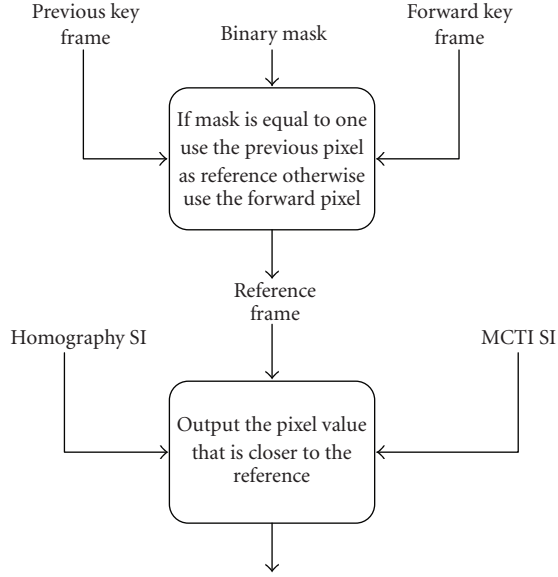 Previous key
frame
Binary mask
Forward key
frame
If mask is equal to one
use the previous pixel
as reference otherwise
use the forward pixel
Reference
frame
Homography SI
MCTI SI
Output the pixel value
that is closer to the
reference